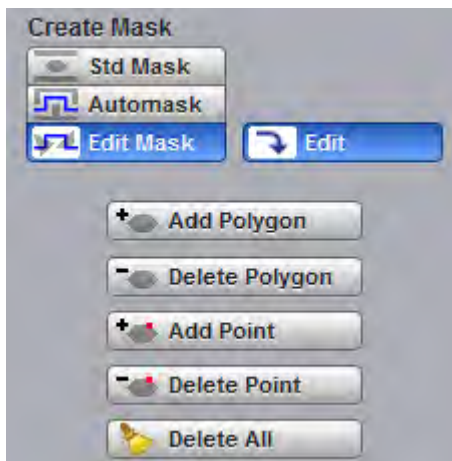 Create Mask
Std Mask
Automask
Edit Mask
Edit
Add Polygon
Delete Polygon
Add Point
Delete Point
Delete All